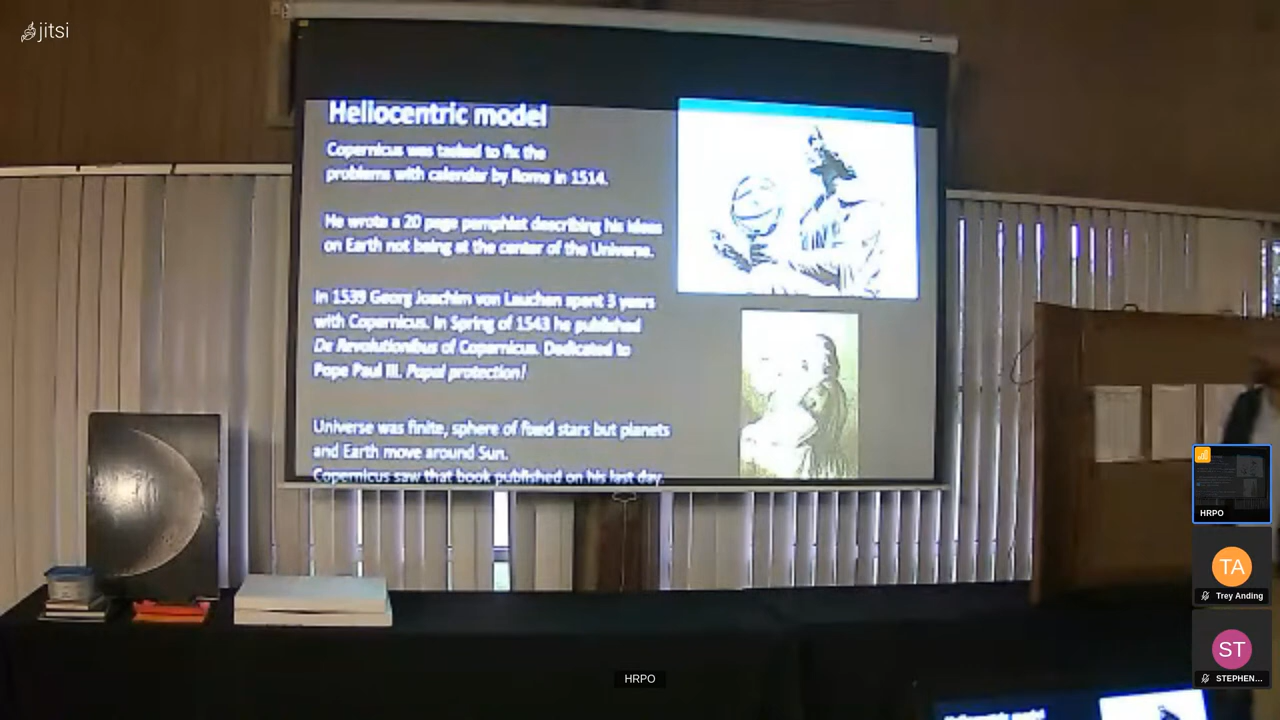 jitsi
Heliocentric model
Copernicus was tasked to fix the
problems with calendar by Rome in 1514.
He wrote a 20 page pamphlet describing his ideas
on Earth not being at the center of the Universe.
In 1539 Georg Joachim von Lauchen spent 3 years
with Copernicus. In Spring of 1543 he published
De Revolutionibus of Copernicus. Dedicated to
Pope Paul III. Papal protection!
Universe was finite, sphere of fixed stars but planets
and Earth move around Sun.
Copernicus saw that book published on his last day.
HRPO
TA
Trey Anding
ST
STEPHEN...
HRPO
Heliocentric model